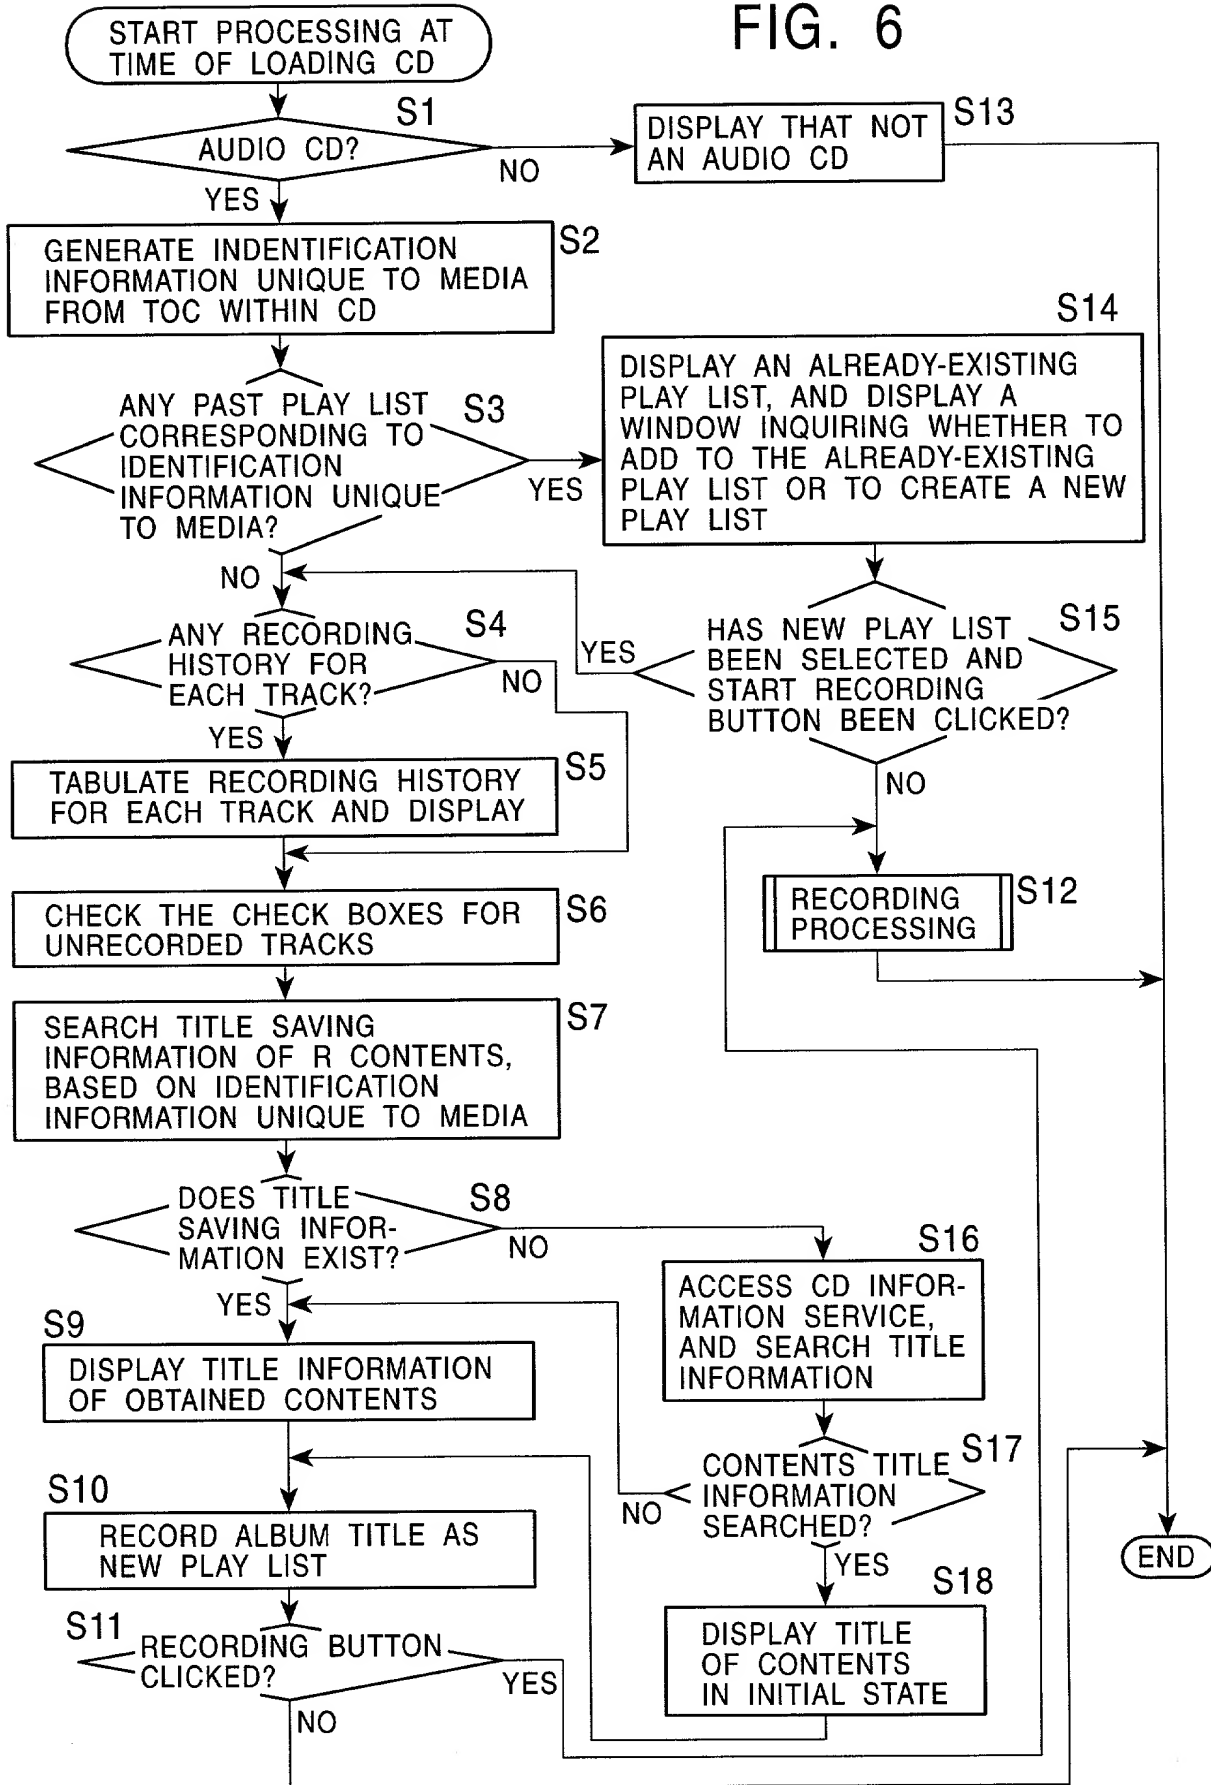 FIG. 6
START PROCESSING AT
TIME OF LOADING CD
S1
AUDIO CD?
NO
YES
DISPLAY THAT NOT
AN AUDIO CD
S13
GENERATE INDENTIFICATION
INFORMATION UNIQUE TO MEDIA
FROM TOC WITHIN CD
S2
ANY PAST PLAY LIST
CORRESPONDING TO
IDENTIFICATION
INFORMATION UNIQUE
TO MEDIA?
S3
YES
NO
S14
DISPLAY AN ALREADY-EXISTING
PLAY LIST, AND DISPLAY A
WINDOW INQUIRING WHETHER TO
ADD TO THE ALREADY-EXISTING
PLAY LIST OR TO CREATE A NEW
PLAY LIST
ANY RECORDING
HISTORY FOR
EACH TRACK?
S4
NO
YES
HAS NEW PLAY LIST
BEEN SELECTED AND
START RECORDING
BUTTON BEEN CLICKED?
S15
YES
NO
TABULATE RECORDING HISTORY
FOR EACH TRACK AND DISPLAY
S5
RECORDING
PROCESSING
S12
CHECK THE CHECK BOXES FOR
UNRECORDED TRACKS
S6
SEARCH TITLE SAVING
INFORMATION OF R CONTENTS,
BASED ON IDENTIFICATION
INFORMATION UNIQUE TO MEDIA
S7
DOES TITLE
SAVING INFOR-
MATION EXIST?
S8
NO
YES
S16
ACCESS CD INFOR-
MATION SERVICE,
AND SEARCH TITLE
INFORMATION
S9
DISPLAY TITLE INFORMATION
OF OBTAINED CONTENTS
CONTENTS TITLE
INFORMATION
SEARCHED?
S17
NO
YES
S10
RECORD ALBUM TITLE AS
NEW PLAY LIST
END
S18
DISPLAY TITLE
OF CONTENTS
IN INITIAL STATE
S11
RECORDING BUTTON
CLICKED?
YES
NO